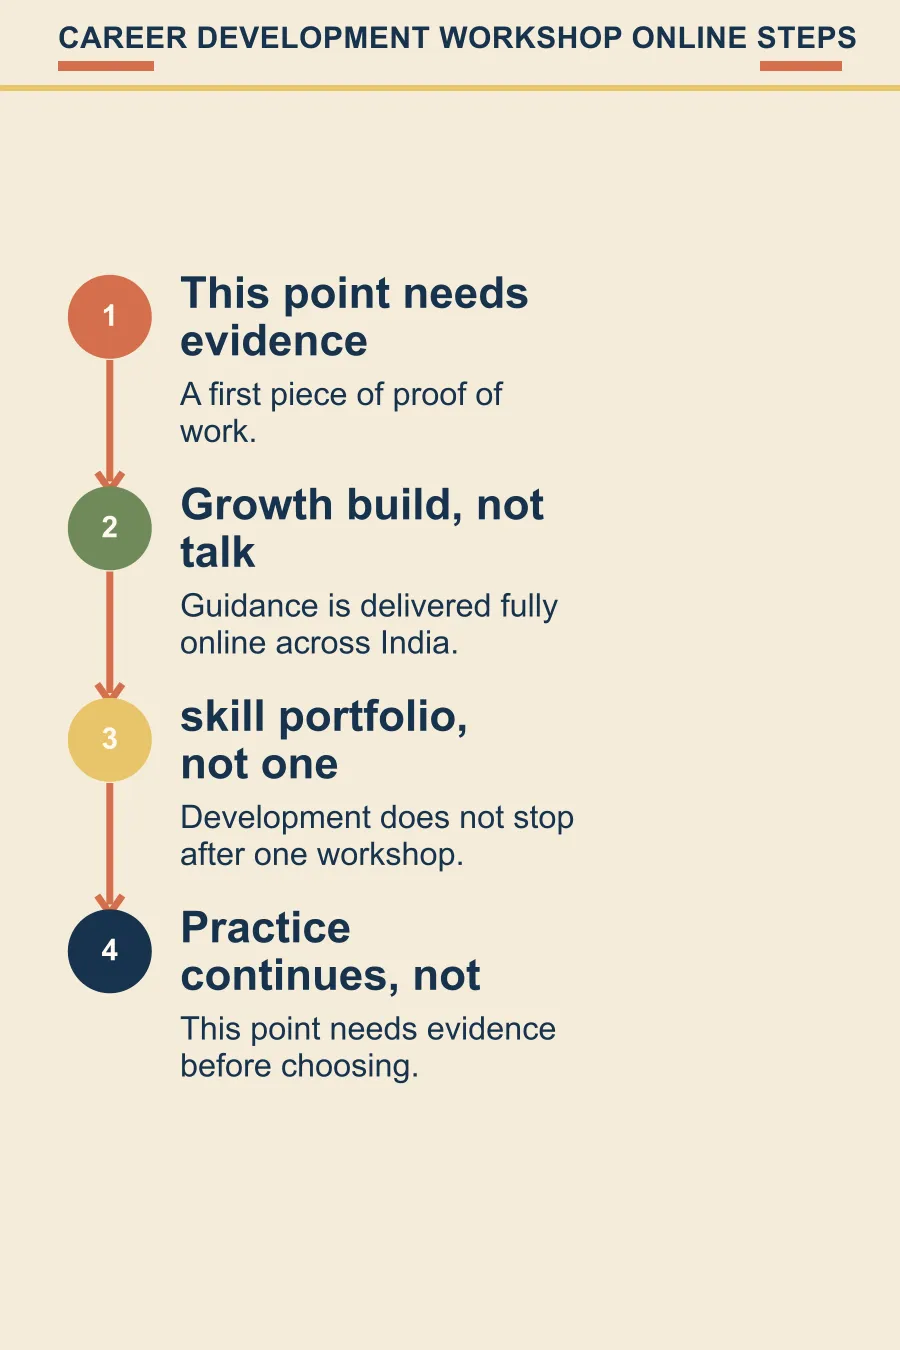 CAREER DEVELOPMENT WORKSHOP ONLINE STEPS
1
This point needs
evidence
A first piece of proof of
work.
2
Growth build, not
talk
Guidance is delivered fully
online across India.
3
skill portfolio,
not one
Development does not stop
after one workshop.
4
Practice
continues, not
This point needs evidence
before choosing.